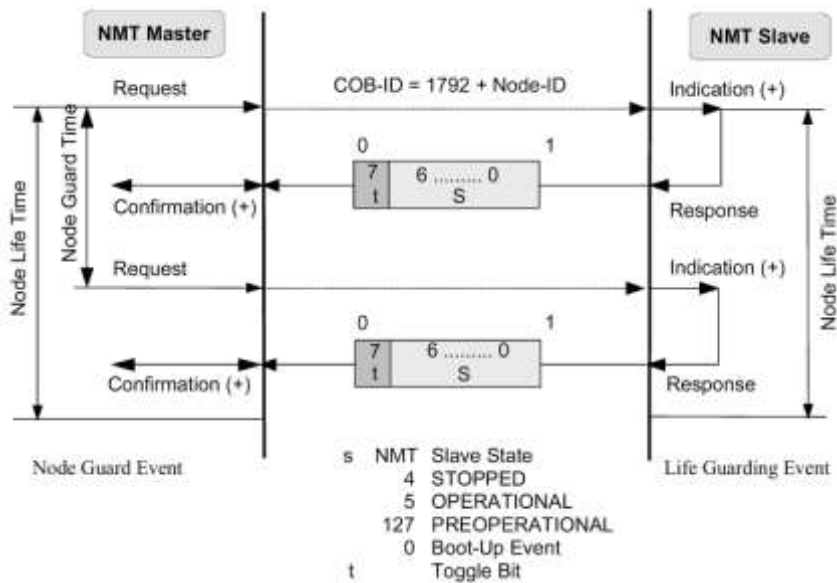 NMT Master
NMT Slave
Request
COB-ID = 1792 + Node-ID
Indication (+)
Node Life Time
Node Guard Time
0 1
7 6 ......... 0
t S
Confirmation (+)
Response
Node Life Time
Request
Indication (+)
0 1
7 6 ......... 0
t S
Confirmation (+)
Response
Node Guard Event
Life Guarding Event
s NMT Slave State
4 STOPPED
5 OPERATIONAL
127 PREOPERATIONAL
0 Boot-Up Event
t Toggle Bit